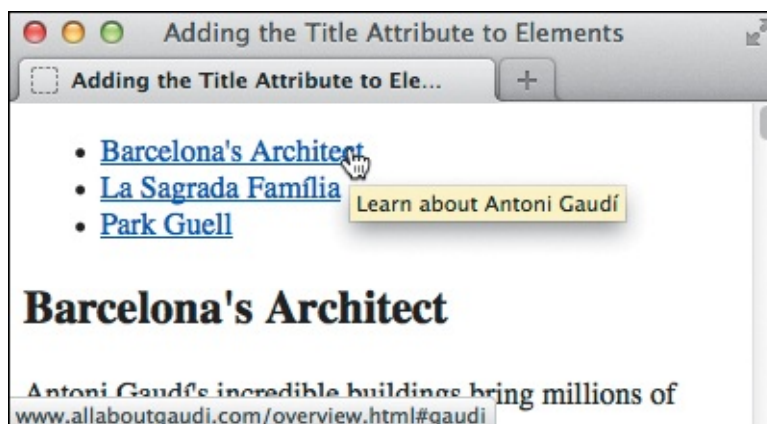 Adding the Title Attribute to Elements
Adding the Title Attribute to Ele...
Barcelona's Architect
La Sagrada Família
Learn about Antoni Gaudí
Park Guell
Barcelona's Architect
Antoni Gaudí's incredible buildings bring millions of
www.allaboutgaudi.com/overview.html#gaudi